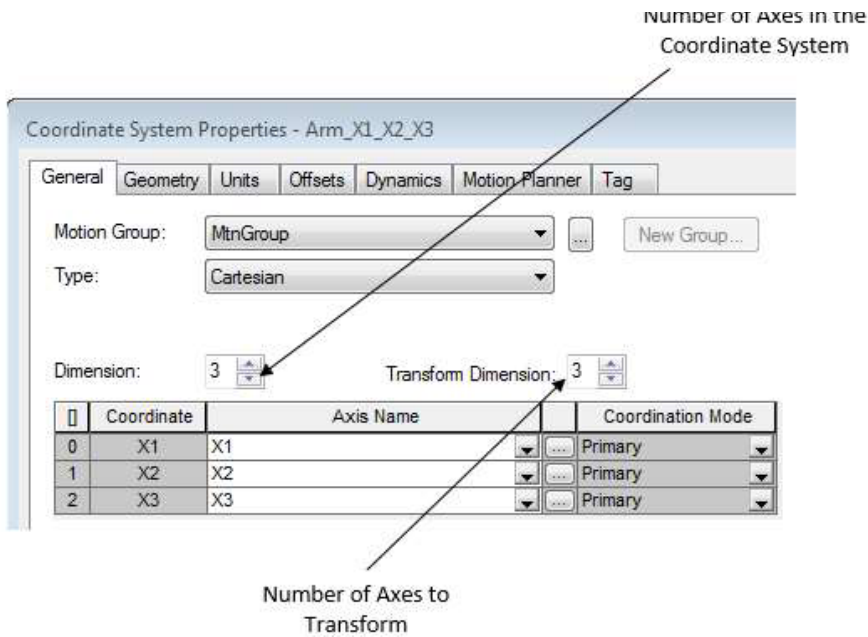 Number of Axes in the
Coordinate System
Coordinate System Properties - Arm_X1_X2_X3
General Geometry Units Offsets Dynamics Motion Planner Tag
Motion Group: MtnGroup ... New Group...
Type: Cartesian
Dimension: 3 Transform Dimension: 3
[] Coordinate Axis Name Coordination Mode
0 X1 X1 ... Primary
1 X2 X2 ... Primary
2 X3 X3 ... Primary
Number of Axes to
Transform